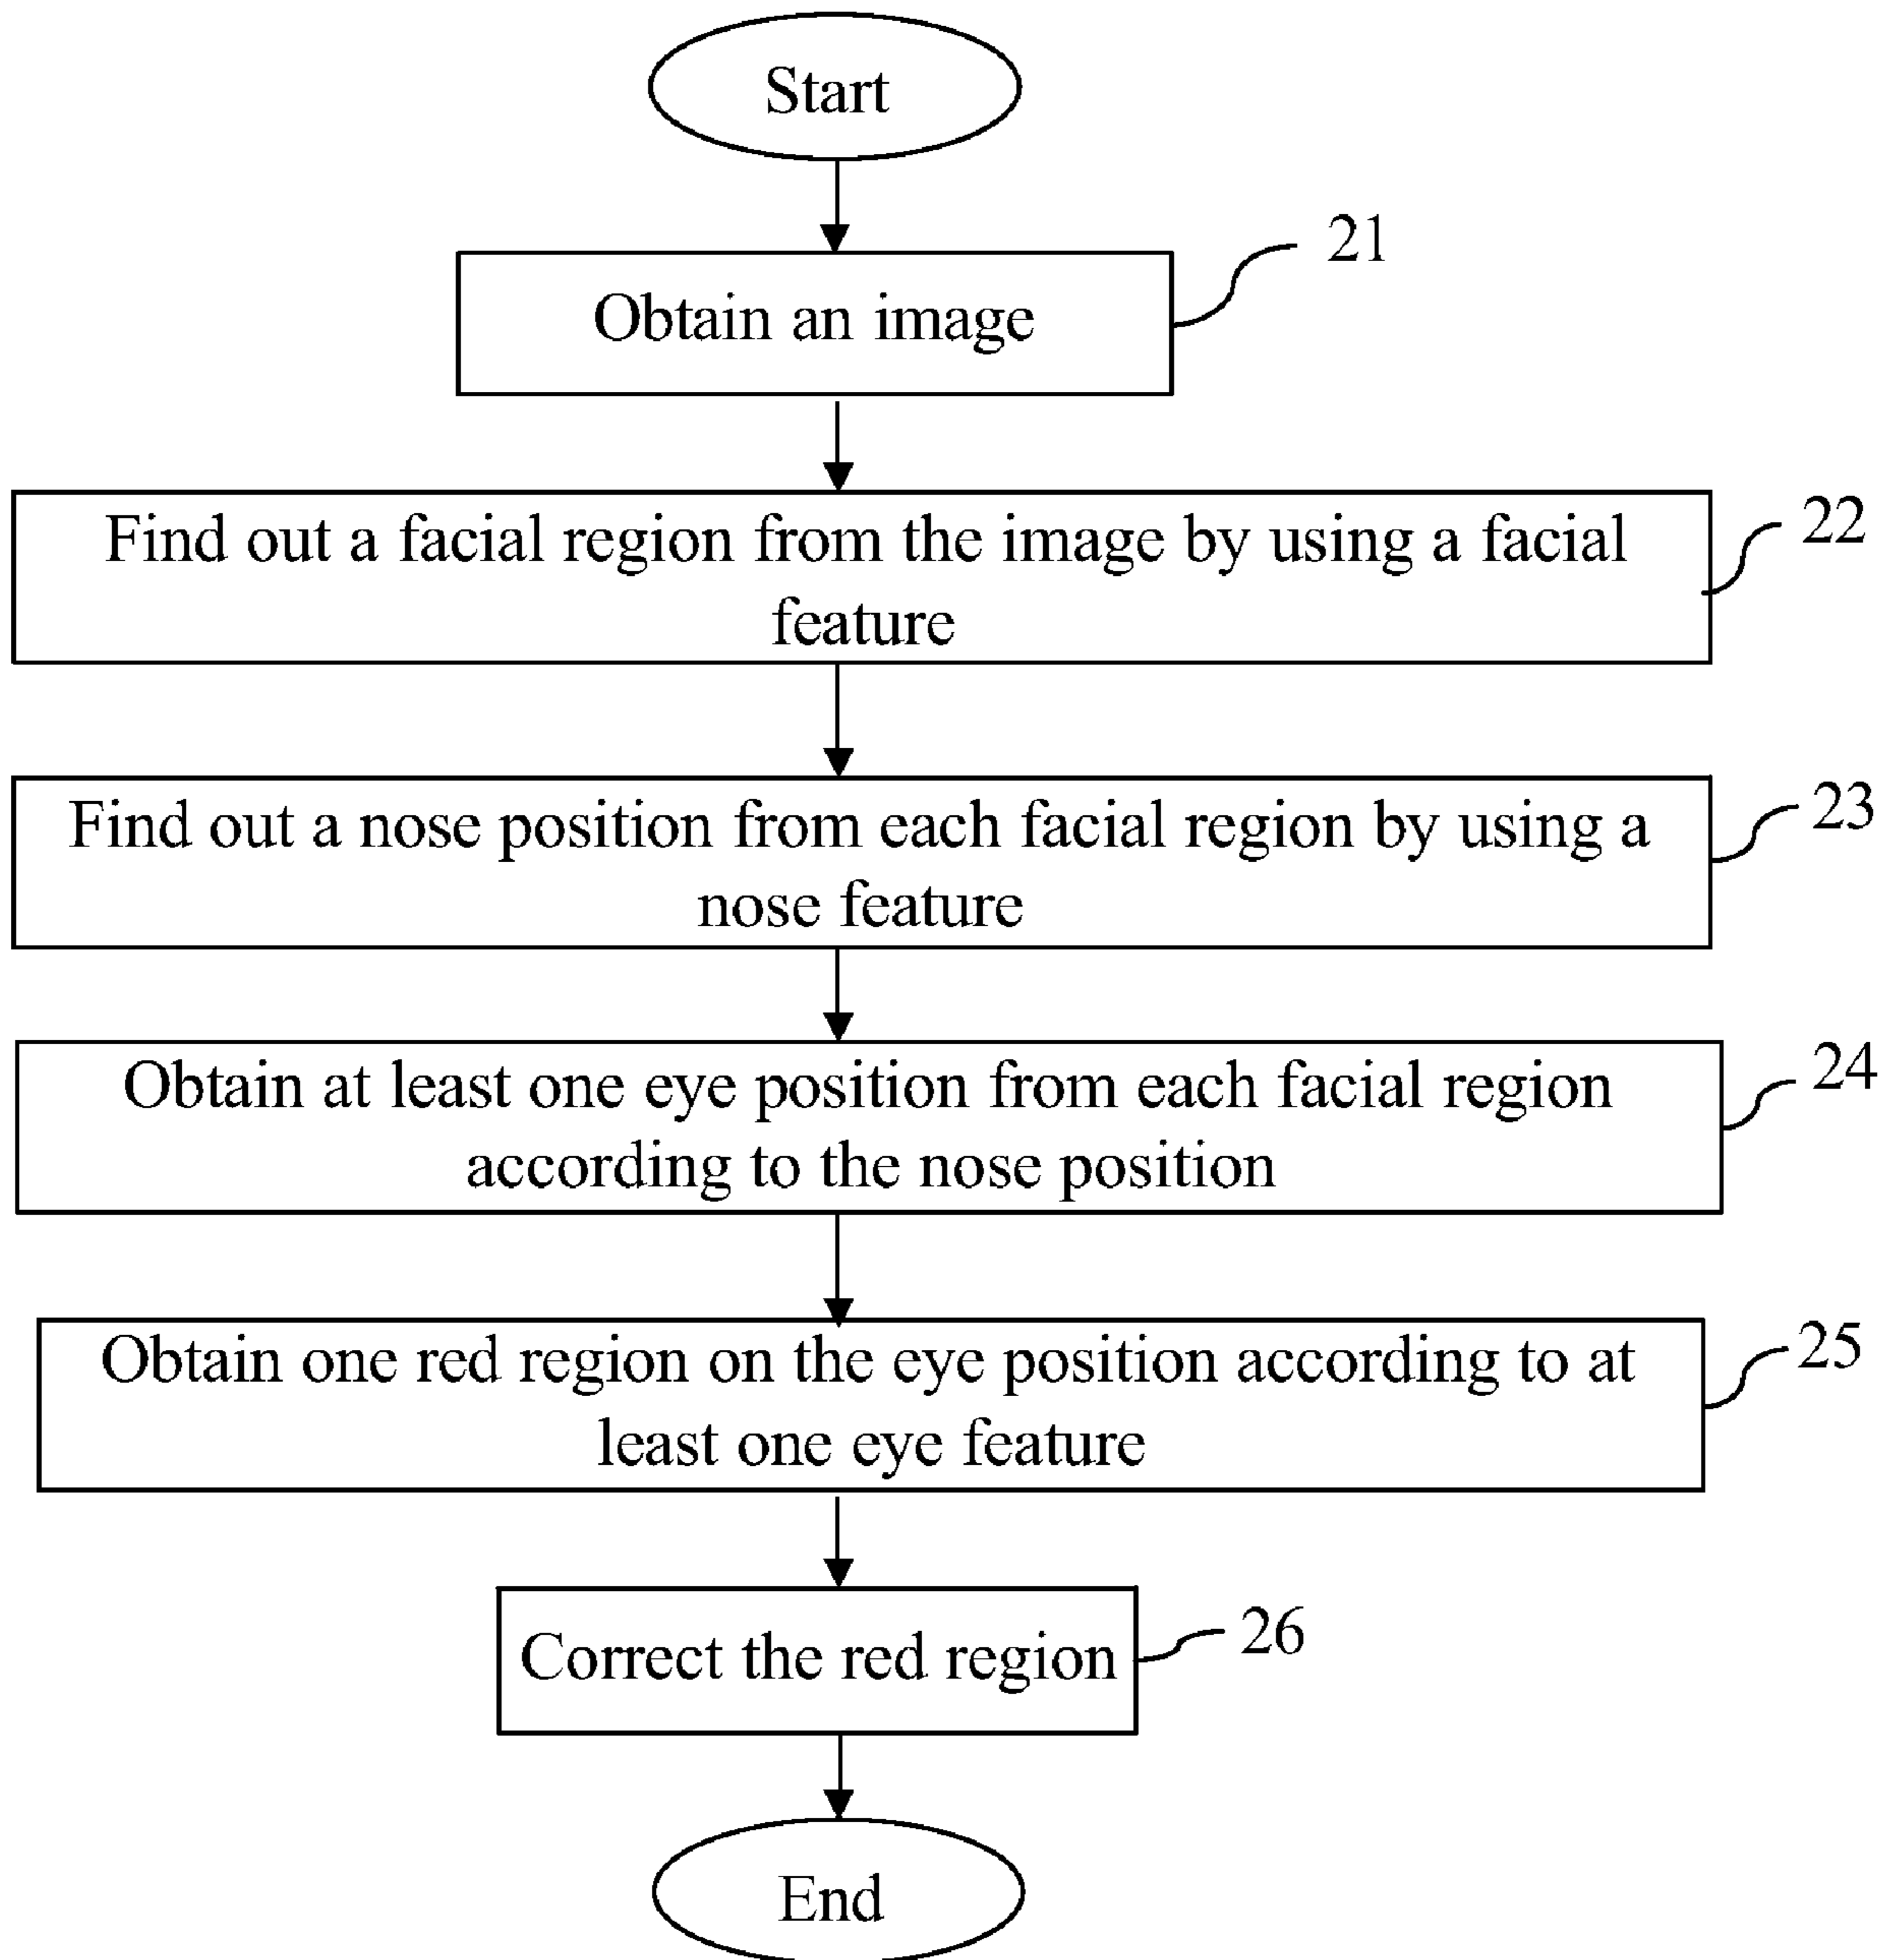 Start
21
Obtain an image
22
Find out a facial region from the image by using a facial
feature
23
Find out a nose position from each facial region by using a
nose feature
24
Obtain at least one eye position from each facial region
according to the nose position
25
Obtain one red region on the eye position according to at
least one eye feature
26
Correct the red region
End